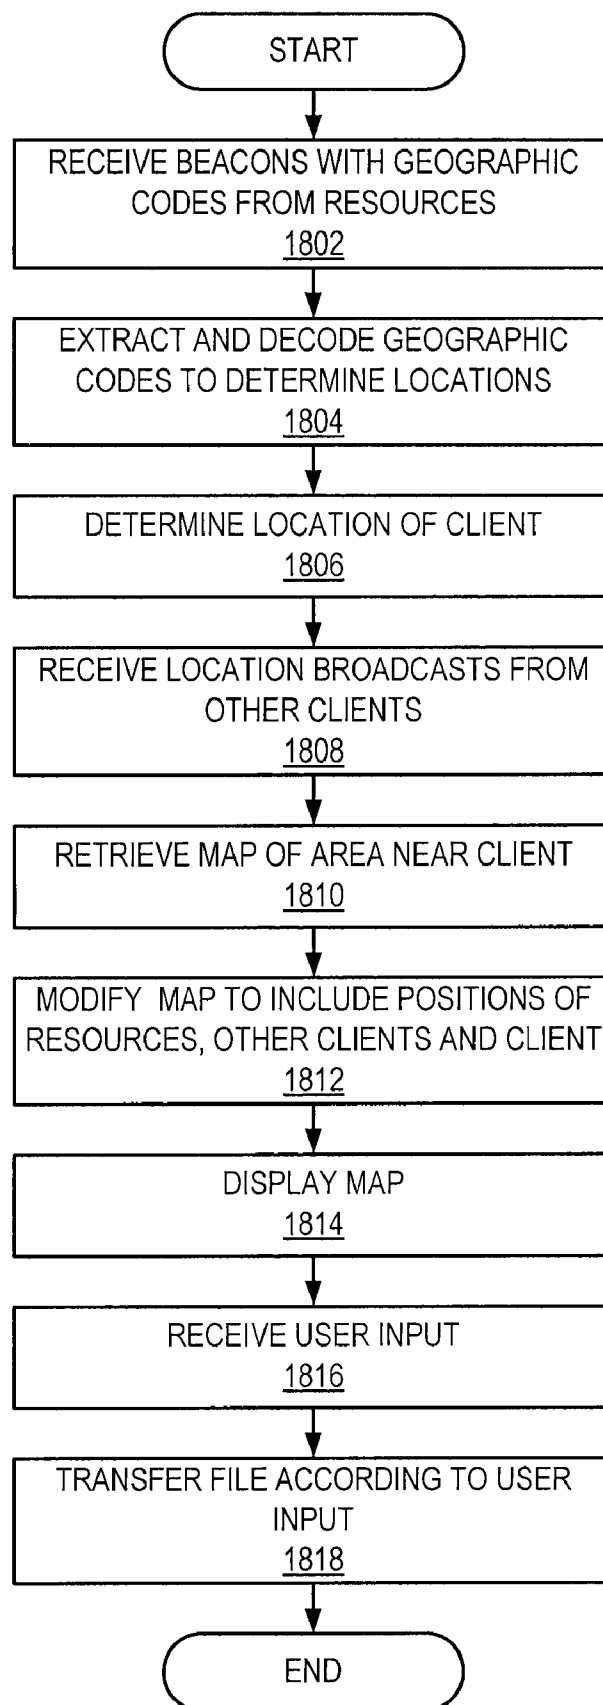 START
RECEIVE BEACONS WITH GEOGRAPHIC
CODES FROM RESOURCES
1802
EXTRACT AND DECODE GEOGRAPHIC
CODES TO DETERMINE LOCATIONS
1804
DETERMINE LOCATION OF CLIENT
1806
RECEIVE LOCATION BROADCASTS FROM
OTHER CLIENTS
1808
RETRIEVE MAP OF AREA NEAR CLIENT
1810
MODIFY MAP TO INCLUDE POSITIONS OF
RESOURCES, OTHER CLIENTS AND CLIENT
1812
DISPLAY MAP
1814
RECEIVE USER INPUT
1816
TRANSFER FILE ACCORDING TO USER
INPUT
1818
END